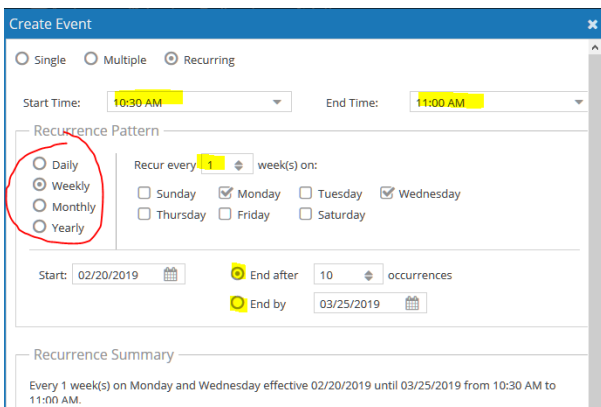 Create Event
Single Multiple Recurring
Start Time: 10:30 AM End Time: 11:00 AM
Recurrence Pattern
Daily Recur every 1 week(s) on:
Weekly Sunday Monday Tuesday Wednesday
Monthly Thursday Friday Saturday
Yearly
Start: 02/20/2019 End after 10 occurrences
End by 03/25/2019
Recurrence Summary
Every 1 week(s) on Monday and Wednesday effective 02/20/2019 until 03/25/2019 from 10:30 AM to
11:00 AM.